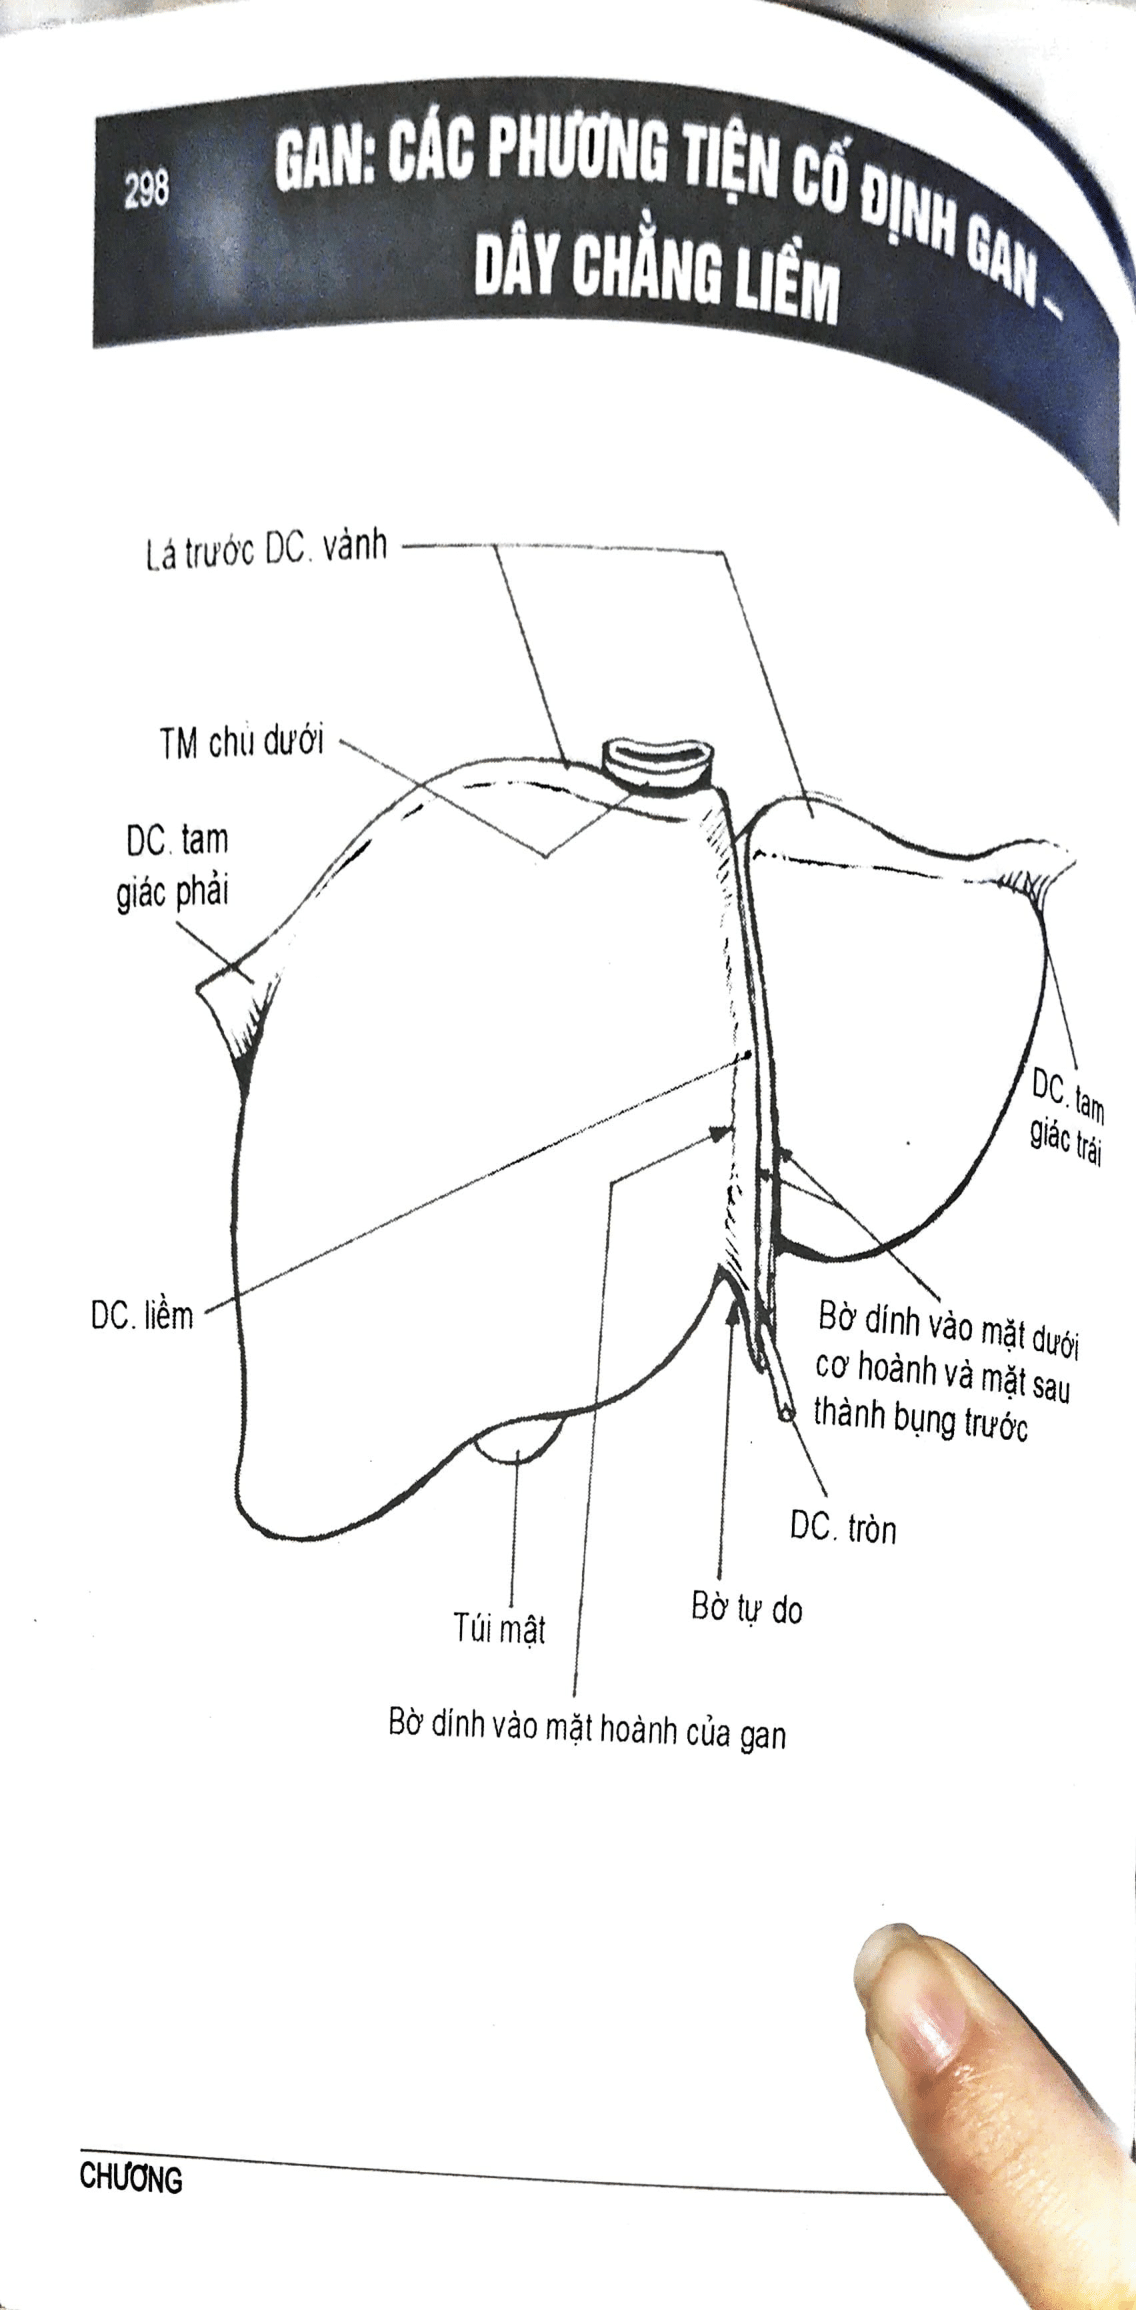 298
GAN: CÁC PHƯƠNG TIỆN CỐ ĐỊNH GAN –
DÂY CHẰNG LIỀM
Lá trước DC. vành
TM chủ dưới
DC. tam
giác phải
DC. tam
giác trái
DC. liềm
Bờ dính vào mặt dưới
cơ hoành và mặt sau
thành bụng trước
DC. tròn
Bờ tự do
Túi mật
Bờ dính vào mặt hoành của gan
CHƯƠNG